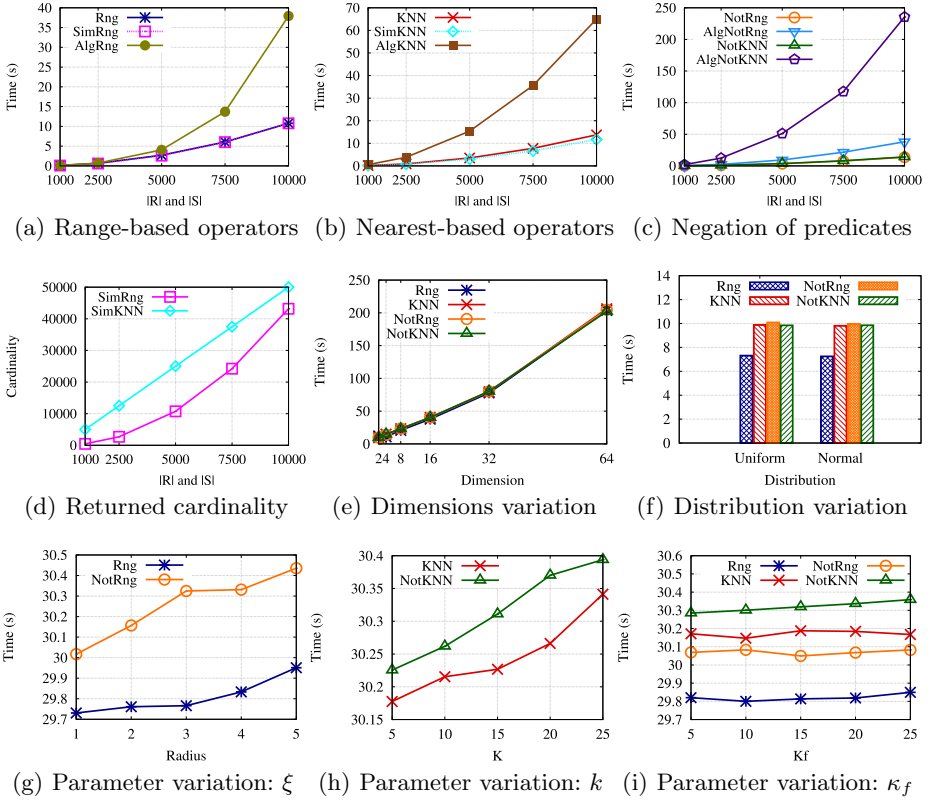 40
35
30
25
20
15
10
5
0
Time (s)
Rng
SimRng
AlgRng
1000 2500 5000 7500 10000
|R| and |S|
(a) Range-based operators
70
60
50
40
30
20
10
0
Time (s)
KNN
SimKNN
AlgKNN
1000 2500 5000 7500 10000
|R| and |S|
(b) Nearest-based operators
250
200
150
100
50
0
Time (s)
NotRng
AlgNotRng
NotKNN
AlgNotKNN
1000 2500 5000 7500 10000
|R| and |S|
(c) Negation of predicates
50000
40000
30000
20000
10000
0
Cardinality
SimRng
SimKNN
1000 2500 5000 7500 10000
|R| and |S|
(d) Returned cardinality
250
200
150
100
50
0
Time (s)
Rng
KNN
NotRng
NotKNN
2 4 8 16 32 64
Dimension
(e) Dimensions variation
14
12
10
8
6
4
2
0
Time (s)
Rng NotRng
KNN NotKNN
Uniform Normal
Distribution
(f) Distribution variation
30.5
30.4
30.3
30.2
30.1
30
29.9
29.8
29.7
Time (s)
Rng
NotRng
1 2 3 4 5
Radius
(g) Parameter variation: ξ
30.4
30.35
30.3
30.25
30.2
30.15
Time (s)
KNN
NotKNN
5 10 15 20 25
K
(h) Parameter variation: k
30.6
30.5
30.4
30.3
30.2
30.1
30
29.9
29.8
29.7
Time (s)
Rng NotRng
KNN NotKNN
5 10 15 20 25
Kf
(i) Parameter variation: κf